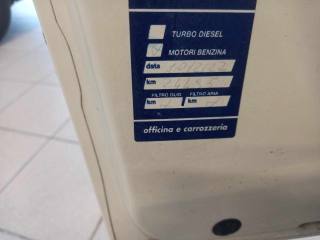 TURBO DIESEL
MOTORI BENZINA
data
km
FILTRO OLIO FILTRO ARIA
km km
officina e carrozzeria